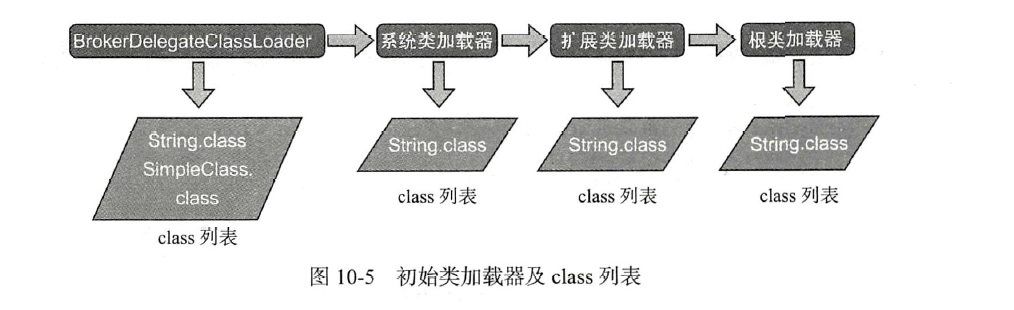 BrokerDelegateClassLoader 系统类加载器 扩展类加载器 根类加载器
String.class
SimpleClass.
class
String.class
String.class
String.class
class 列表
class 列表
class 列表
class 列表
图 10-5 初始类加载器及 class 列表